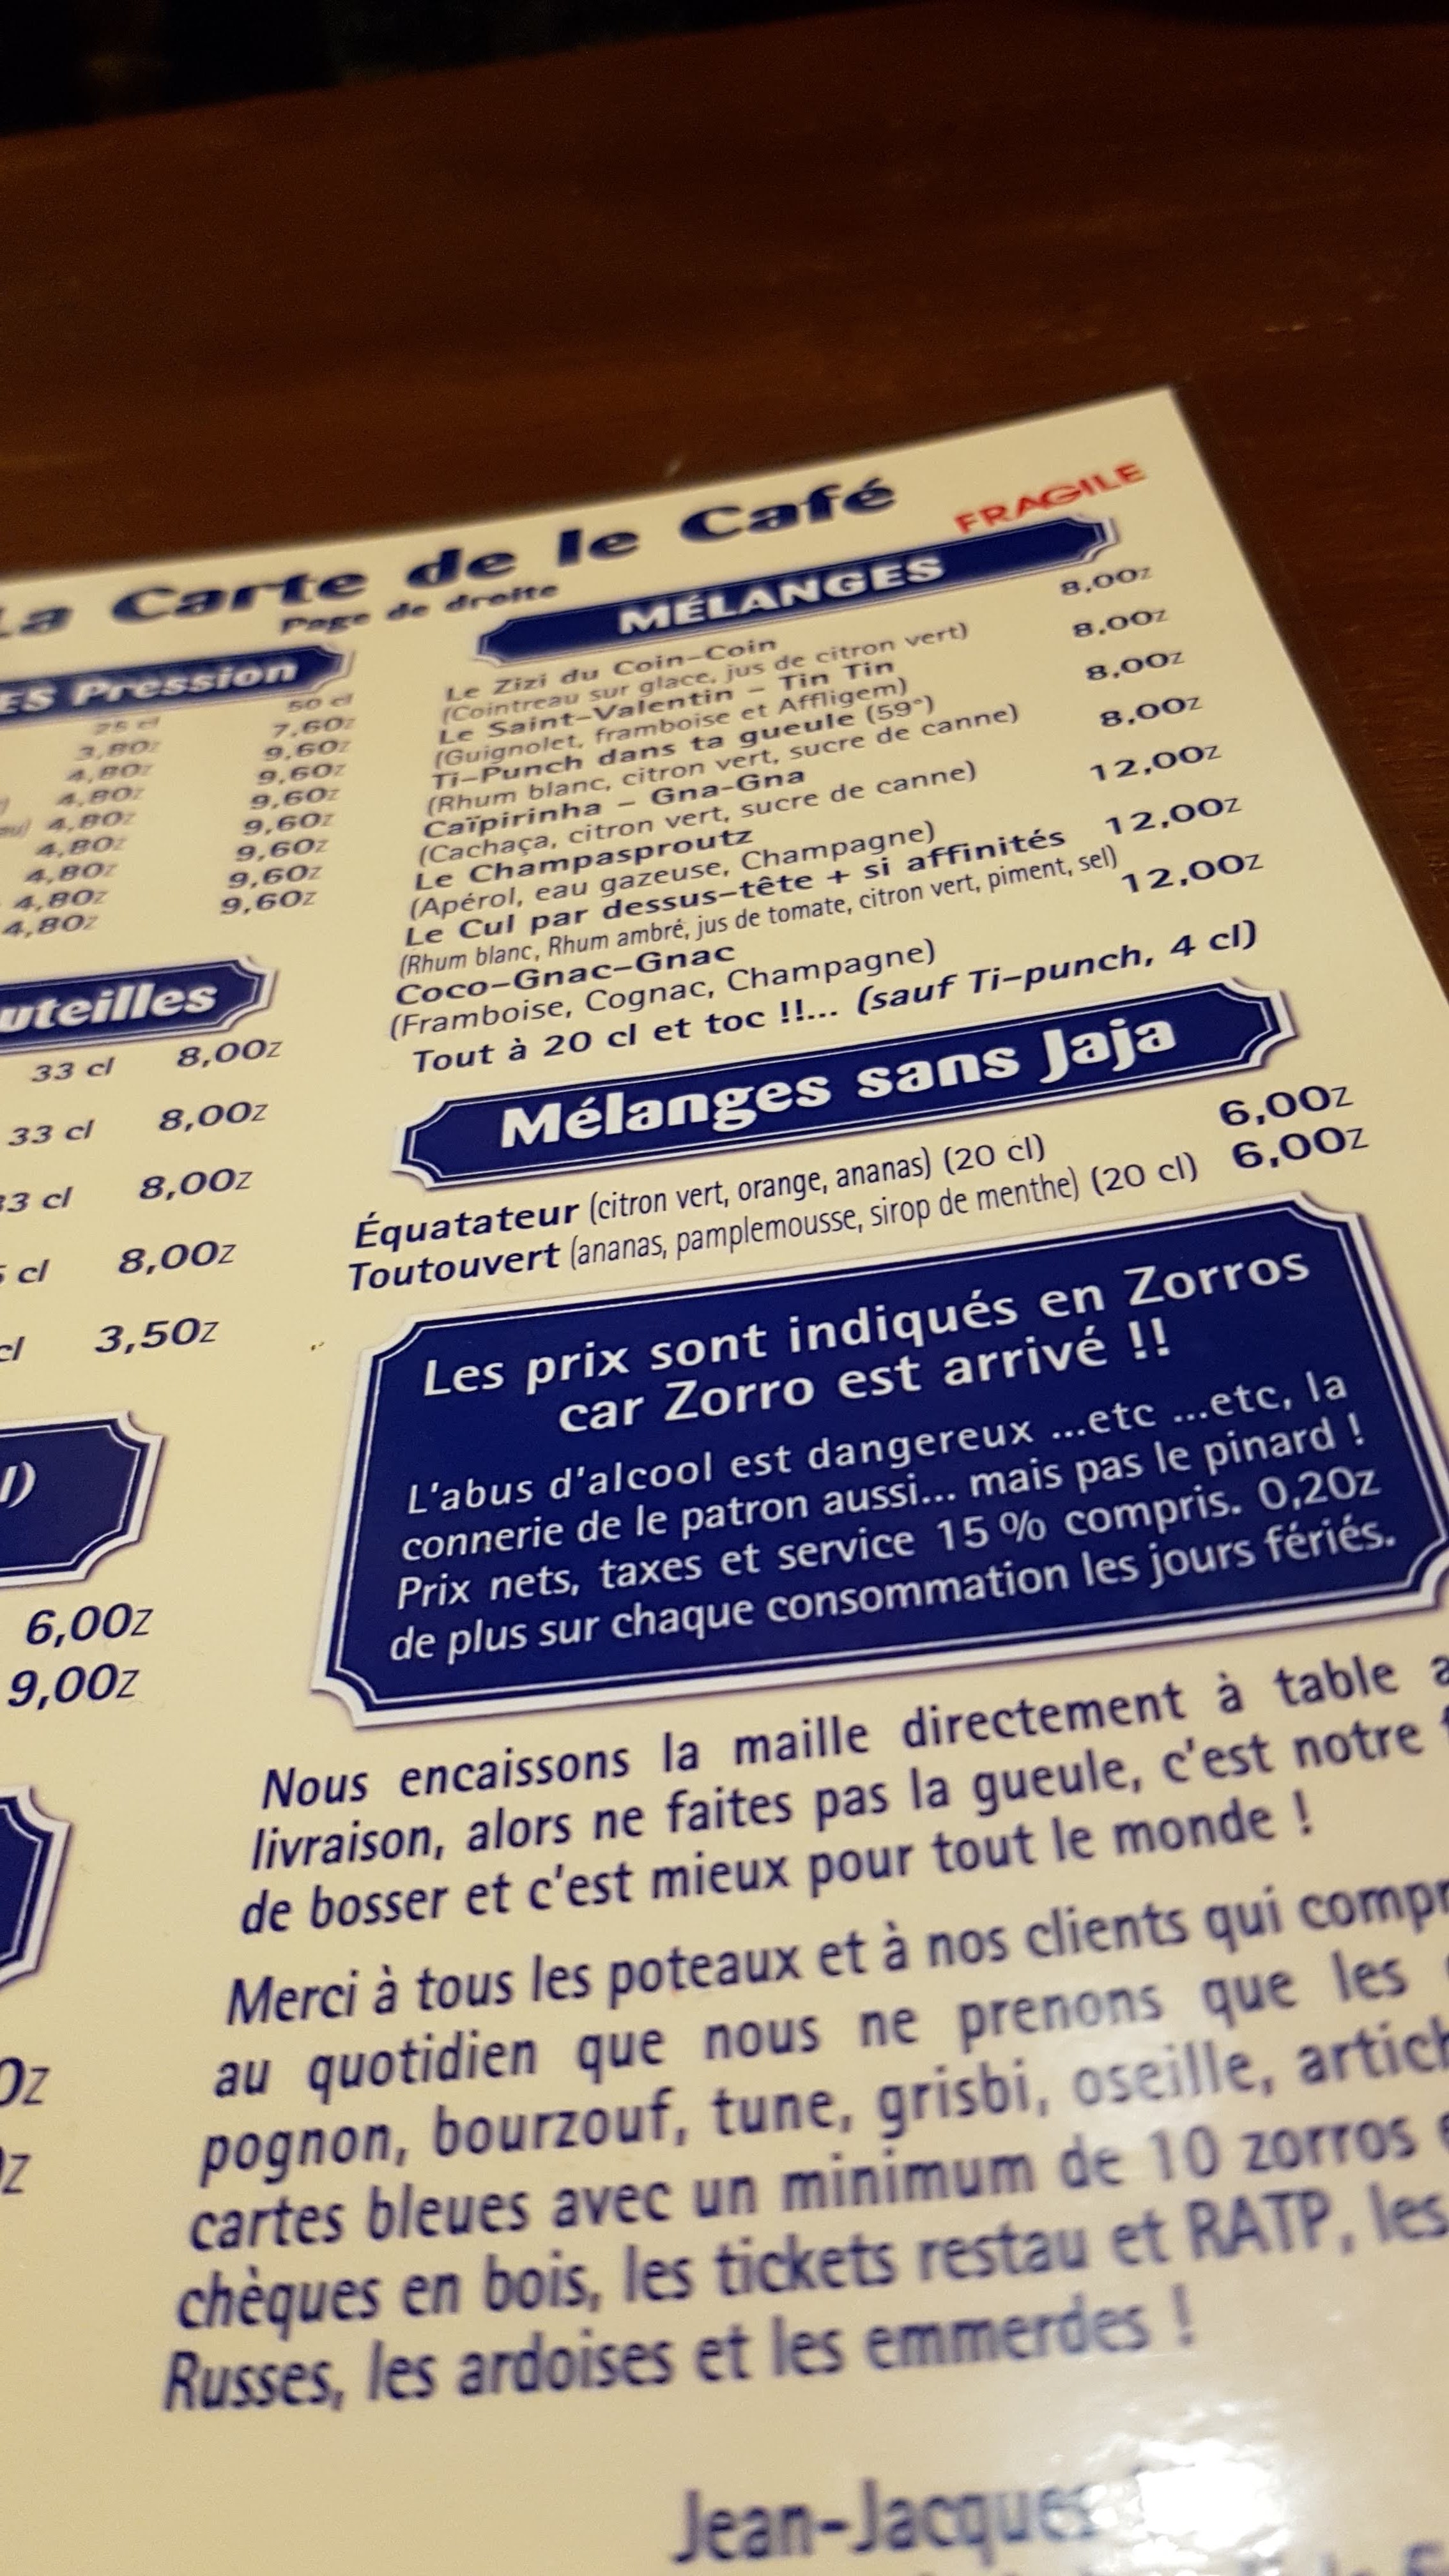 La Carte de le Café
Page de droite
FRAGILE
ES Pression
25 cl 50 cl
3,80z 7,60z
4,80z 9,60z
4,80z 9,60z
4,80z 9,60z
4,80z 9,60z
4,80z 9,60z
4,80z 9,60z
4,80z 9,60z
uteilles
33 cl 8,00z
33 cl 8,00z
33 cl 8,00z
cl 8,00z
cl 3,50z
l)
6,00z
9,00z
0z
z
MÉLANGES
Le Zizi du Coin-Coin 8,00z
(Cointreau sur glace, jus de citron vert)
Le Saint-Valentin - Tin Tin 8,00z
(Guignolet, framboise et Affligem)
Ti-Punch dans ta gueule (59°) 8,00z
(Rhum blanc, citron vert, sucre de canne)
Caïpirinha - Gna-Gna 8,00z
(Cachaça, citron vert, sucre de canne)
Le Champasproutz 12,00z
(Apérol, eau gazeuse, Champagne)
Le Cul par dessus-tête + si affinités 12,00z
(Rhum blanc, Rhum ambré, jus de tomate, citron vert, piment, sel)
Coco-Gnac-Gnac 12,00z
(Framboise, Cognac, Champagne)
Tout à 20 cl et toc !!... (sauf Ti-punch, 4 cl)
Mélanges sans Jaja
Équatateur (citron vert, orange, ananas) (20 cl) 6,00z
Toutouvert (ananas, pamplemousse, sirop de menthe) (20 cl) 6,00z
Les prix sont indiqués en Zorros
car Zorro est arrivé !!
L'abus d'alcool est dangereux ...etc ...etc, la
connerie de le patron aussi... mais pas le pinard !
Prix nets, taxes et service 15 % compris. 0,20z
de plus sur chaque consommation les jours fériés.
Nous encaissons la maille directement à table
livraison, alors ne faites pas la gueule, c'est notre
de bosser et c'est mieux pour tout le monde !
Merci à tous les poteaux et à nos clients qui compr
au quotidien que nous ne prenons que les
pognon, bourzouf, tune, grisbi, oseille, artich
cartes bleues avec un minimum de 10 zorros
chèques en bois, les tickets restau et RATP, les
Russes, les ardoises et les emmerdes !
Jean-Jacques